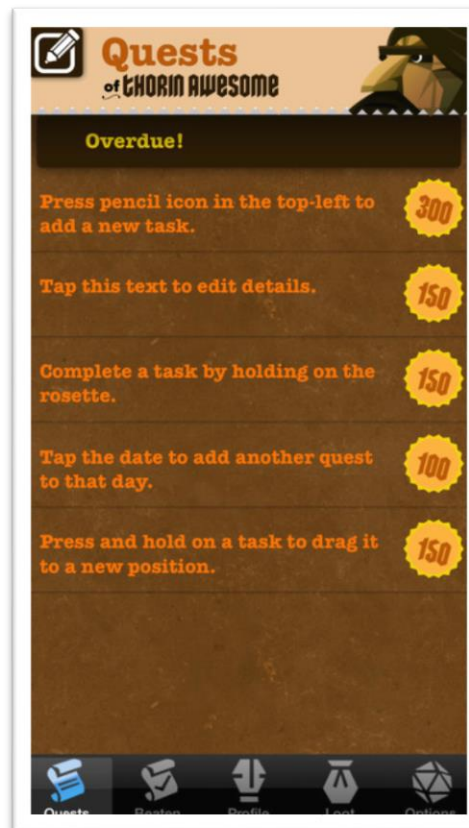 Quests
of THORIN AWESOME
Overdue!
Press pencil icon in the top-left to
add a new task.
300
Tap this text to edit details.
150
Complete a task by holding on the
rosette.
150
Tap the date to add another quest
to that day.
100
Press and hold on a task to drag it
to a new position.
150
Quests Beaten Profile Loot Options